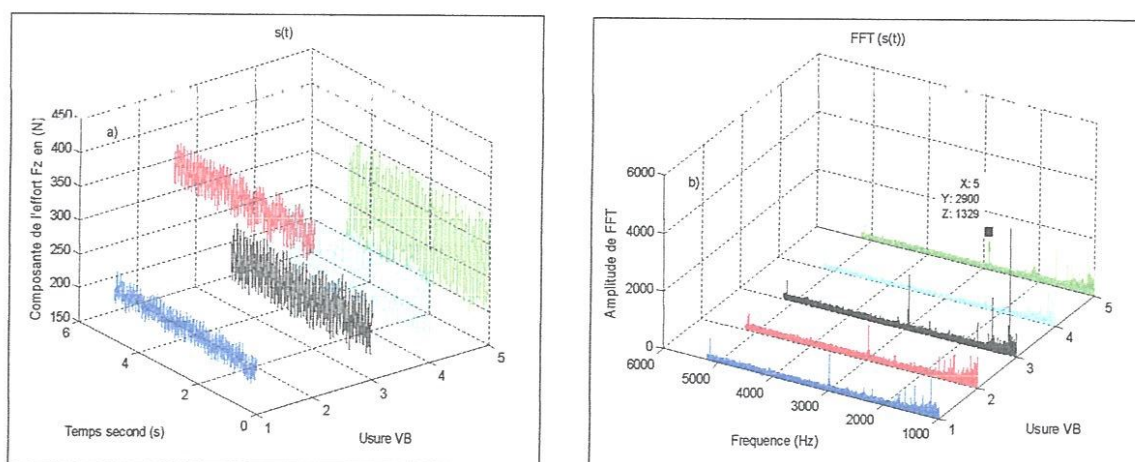 s(t)
a)
Composante de l'effort Fz en (N)
450
400
350
300
250
200
150
6
4
2
0
Temps second (s)
1
2
3
4
5
Usure VB
FFT (s(t))
b)
Amplitude de FFT
6000
4000
2000
0
X: 5
Y: 2900
Z: 1329
6000
5000
4000
3000
2000
1000
Frequence (Hz)
1
2
3
4
5
Usure VB